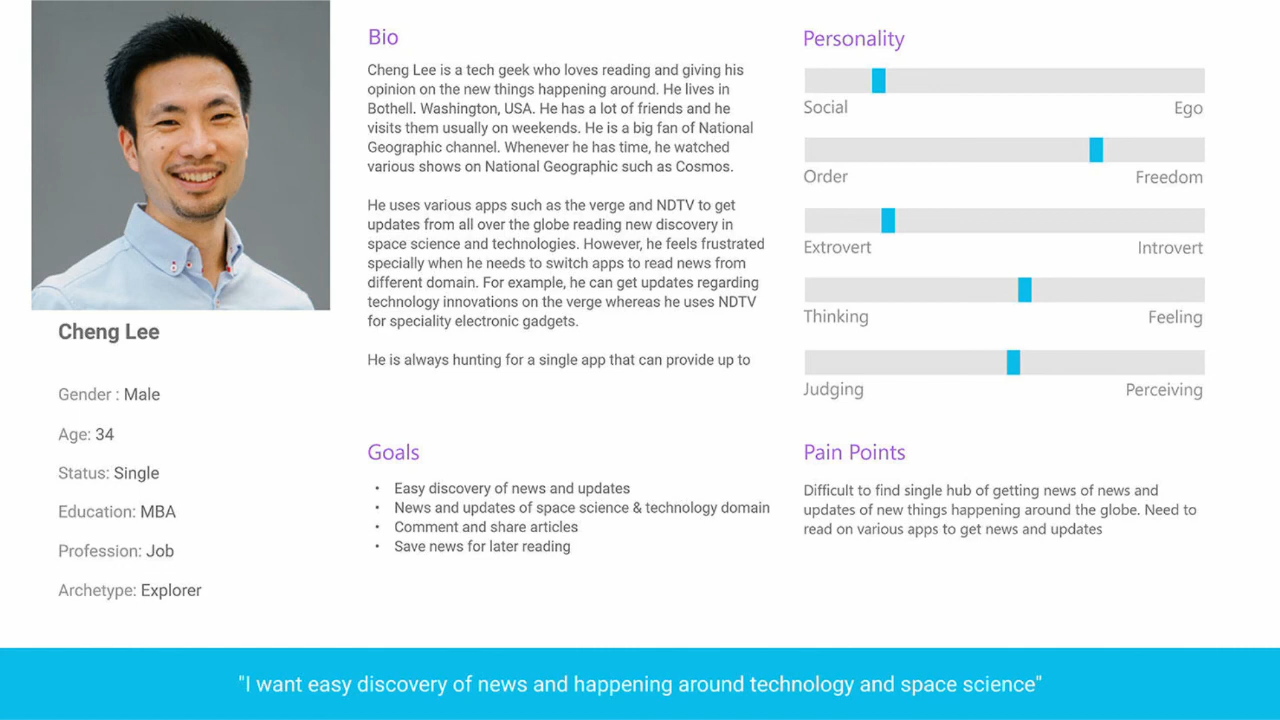 Cheng Lee
Gender : Male
Age: 34
Status: Single
Education: MBA
Profession: Job
Archetype: Explorer
Bio
Cheng Lee is a tech geek who loves reading and giving his
opinion on the new things happening around. He lives in
Bothell. Washington, USA. He has a lot of friends and he
visits them usually on weekends. He is a big fan of National
Geographic channel. Whenever he has time, he watched
various shows on National Geographic such as Cosmos.
He uses various apps such as the verge and NDTV to get
updates from all over the globe reading new discovery in
space science and technologies. However, he feels frustrated
specially when he needs to switch apps to read news from
different domain. For example, he can get updates regarding
technology innovations on the verge whereas he uses NDTV
for speciality electronic gadgets.
He is always hunting for a single app that can provide up to
Goals
• Easy discovery of news and updates
• News and updates of space science & technology domain
• Comment and share articles
• Save news for later reading
Personality
Social Ego
Order Freedom
Extrovert Introvert
Thinking Feeling
Judging Perceiving
Pain Points
Difficult to find single hub of getting news of news and
updates of new things happening around the globe. Need to
read on various apps to get news and updates
"I want easy discovery of news and happening around technology and space science"